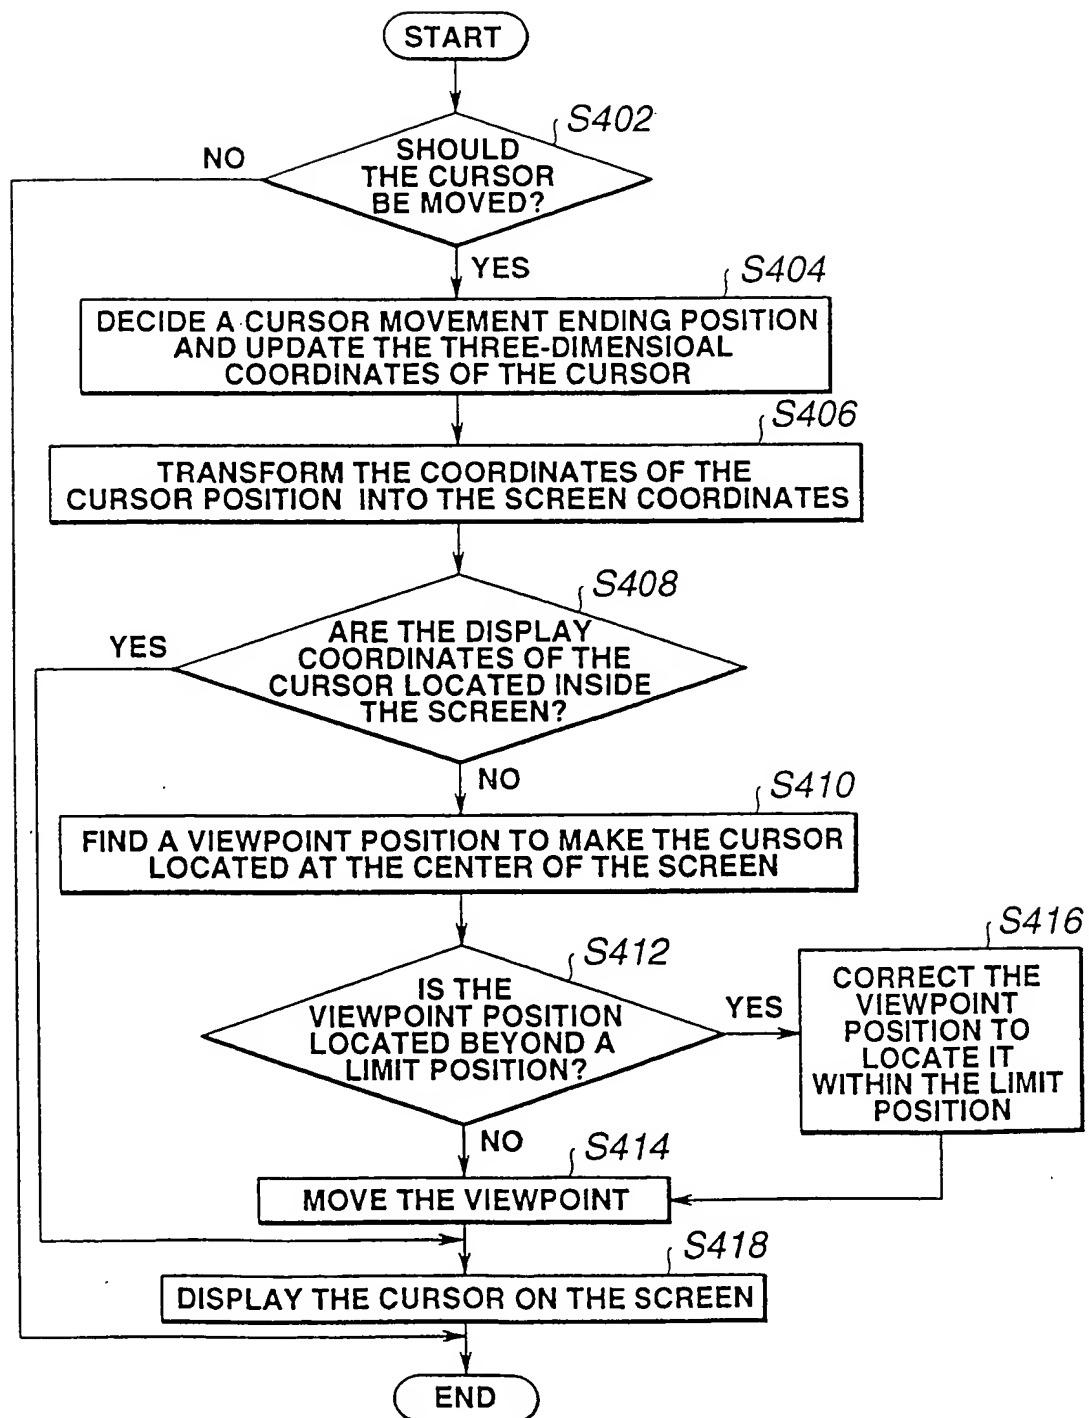 START
S402
SHOULD
THE CURSOR
BE MOVED?
NO
YES
S404
DECIDE A CURSOR MOVEMENT ENDING POSITION
AND UPDATE THE THREE-DIMENSIOAL
COORDINATES OF THE CURSOR
S406
TRANSFORM THE COORDINATES OF THE
CURSOR POSITION INTO THE SCREEN COORDINATES
S408
ARE THE DISPLAY
COORDINATES OF THE
CURSOR LOCATED INSIDE
THE SCREEN?
YES
NO
S410
FIND A VIEWPOINT POSITION TO MAKE THE CURSOR
LOCATED AT THE CENTER OF THE SCREEN
S412
IS THE
VIEWPOINT POSITION
LOCATED BEYOND A
LIMIT POSITION?
YES
S416
CORRECT THE
VIEWPOINT
POSITION TO
LOCATE IT
WITHIN THE LIMIT
POSITION
NO
S414
MOVE THE VIEWPOINT
S418
DISPLAY THE CURSOR ON THE SCREEN
END